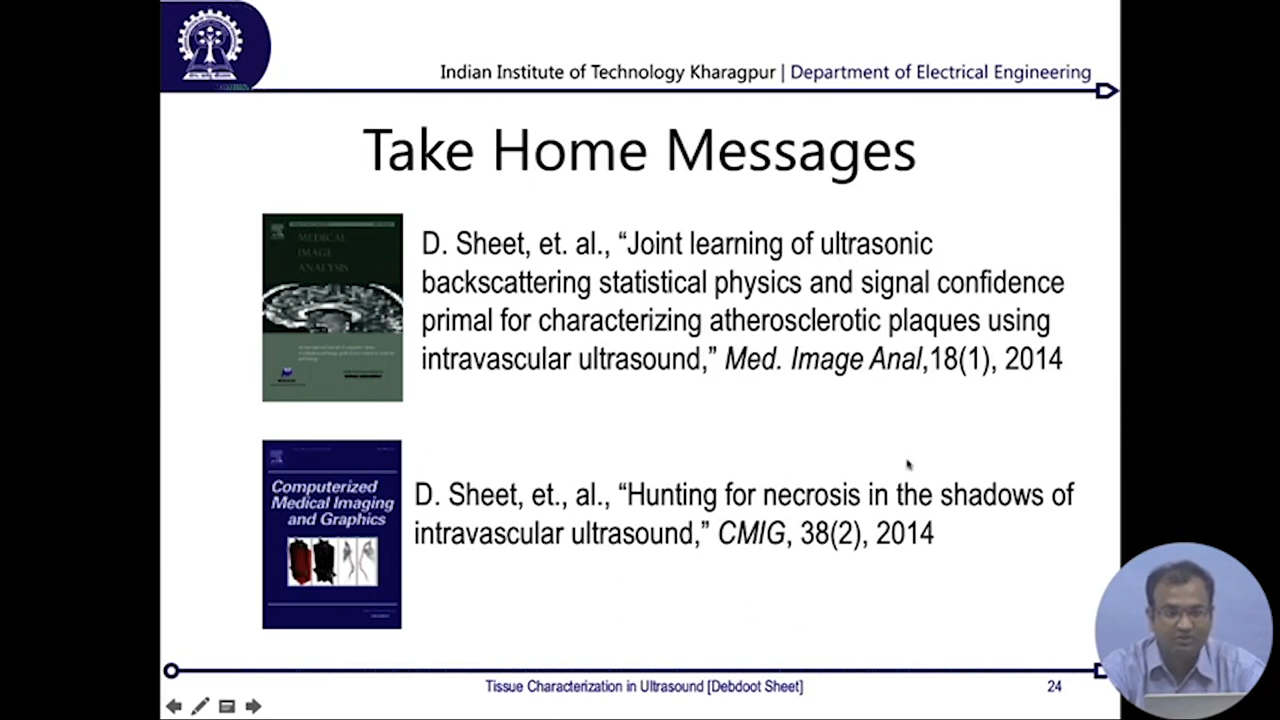 Indian Institute of Technology Kharagpur | Department of Electrical Engineering
Take Home Messages
MEDICAL
IMAGE
ANALYSIS
D. Sheet, et. al., “Joint learning of ultrasonic
backscattering statistical physics and signal confidence
primal for characterizing atherosclerotic plaques using
intravascular ultrasound,” Med. Image Anal,18(1), 2014
Computerized
Medical Imaging
and Graphics
D. Sheet, et., al., “Hunting for necrosis in the shadows of
intravascular ultrasound,” CMIG, 38(2), 2014
Tissue Characterization in Ultrasound [Debdoot Sheet]
24